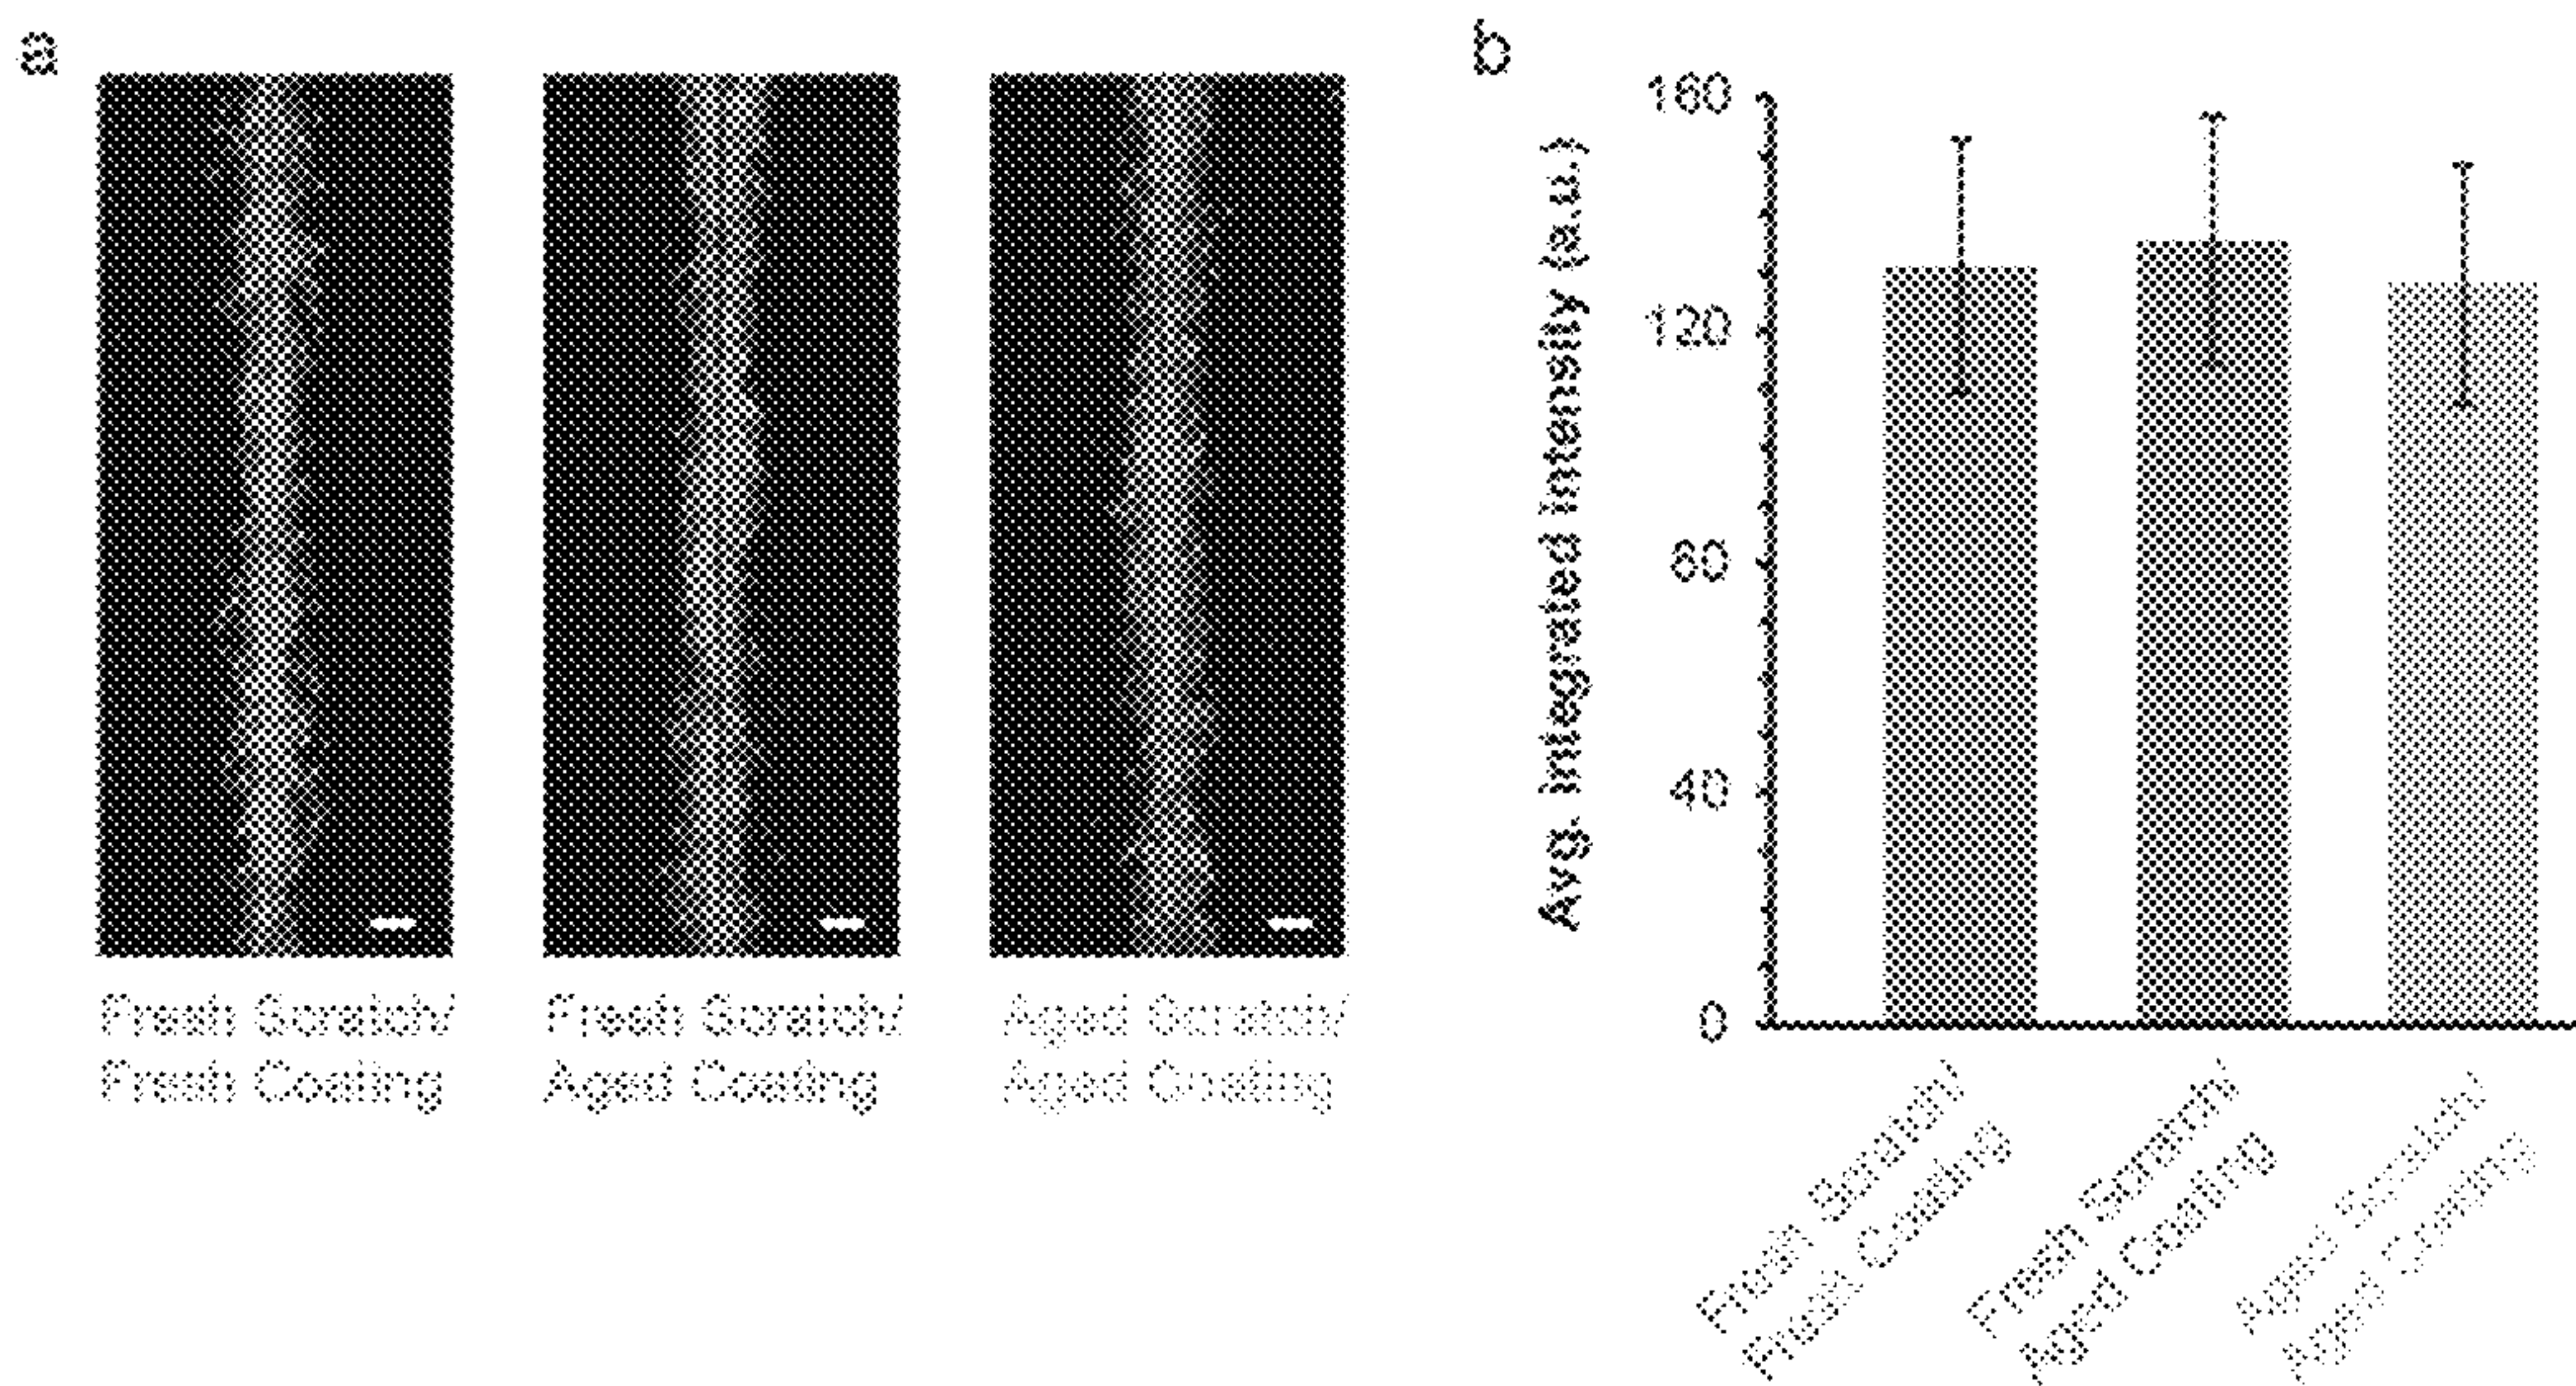 a
Fresh Scratch/
Fresh Coating
Fresh Scratch/
Aged Coating
Aged Scratch/
Aged Coating
b
Avg. Integrated Intensity (a.u.)
160
120
80
40
0
Fresh Scratch/
Fresh Coating
Fresh Scratch/
Aged Coating
Aged Scratch/
Aged Coating